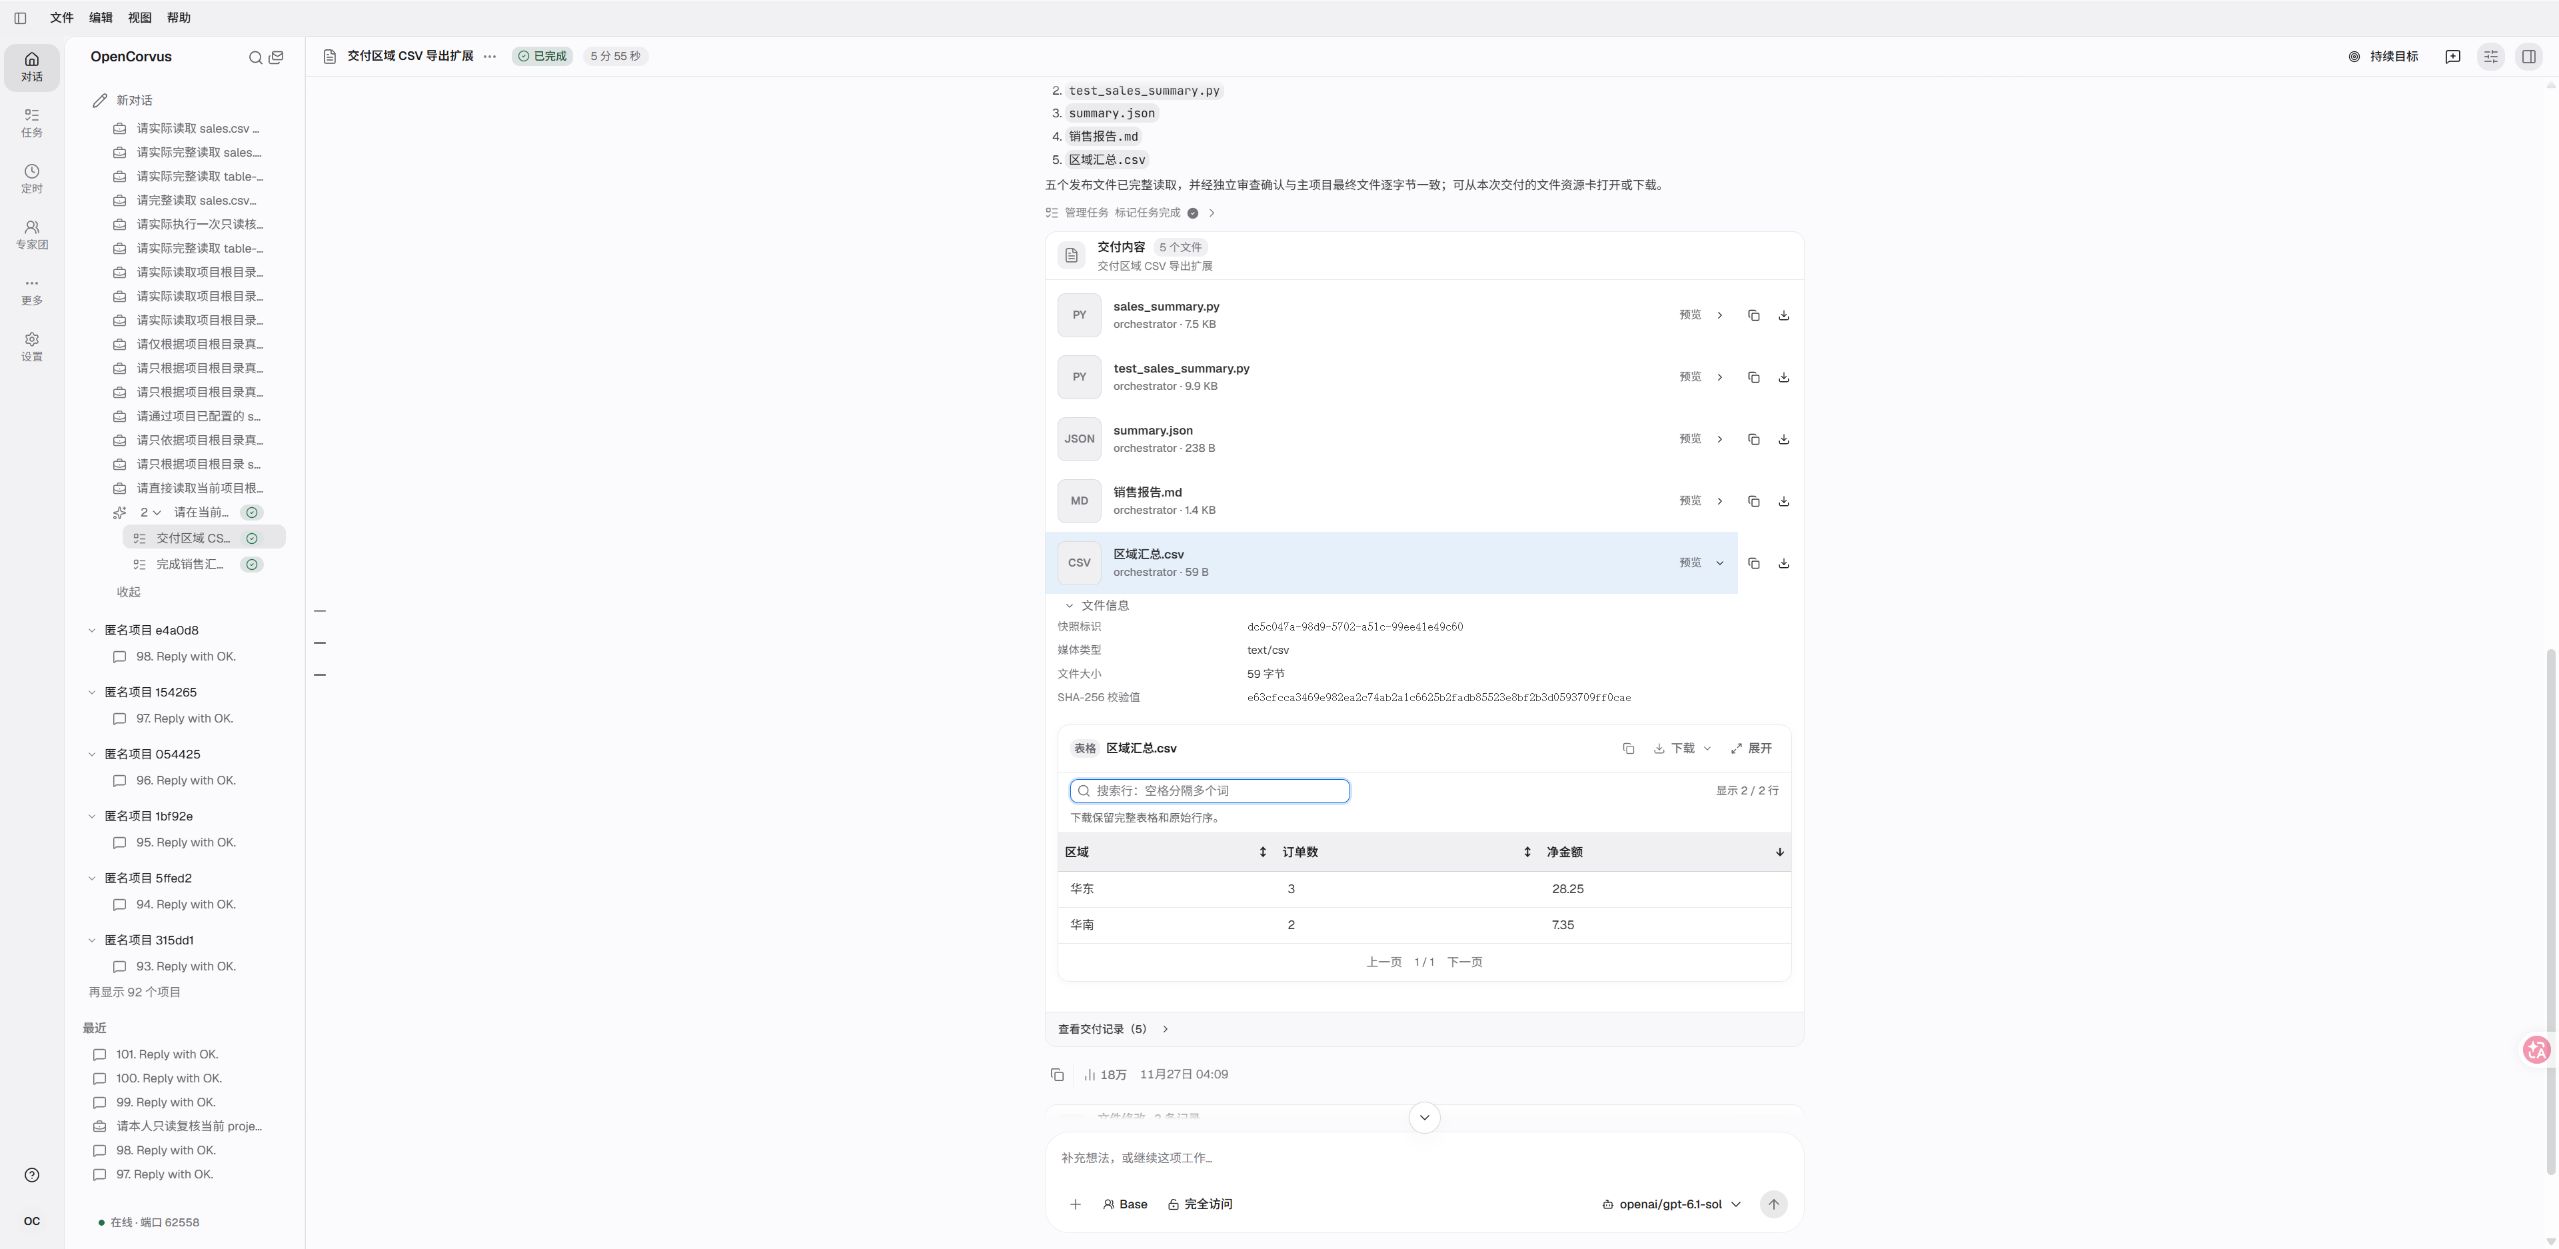 文件 编辑 视图 帮助
对话
任务
定时
专家团
更多
设置
OC
OpenCorvus
新对话
请实际读取 sales.csv ...
请实际完整读取 sales....
请实际完整读取 table-...
请完整读取 sales.csv...
请实际执行一次只读核...
请实际完整读取 table-...
请实际读取项目根目录...
请实际读取项目根目录...
请实际读取项目根目录...
请仅根据项目根目录真...
请只根据项目根目录真...
请只根据项目根目录真...
请通过项目已配置的 s...
请只依据项目根目录真...
请只根据项目根目录 s...
请直接读取当前项目根...
2 请在当前...
交付区域 CS...
完成销售汇...
收起
匿名项目 e4a0d8
98. Reply with OK.
匿名项目 154265
97. Reply with OK.
匿名项目 054425
96. Reply with OK.
匿名项目 1bf92e
95. Reply with OK.
匿名项目 5ffed2
94. Reply with OK.
匿名项目 315dd1
93. Reply with OK.
再显示 92 个项目
最近
101. Reply with OK.
100. Reply with OK.
99. Reply with OK.
请本人只读复核当前 proje...
98. Reply with OK.
97. Reply with OK.
在线 · 端口 62558
交付区域 CSV 导出扩展 ... 已完成 5 分 55 秒
持续目标
2. test_sales_summary.py
3. summary.json
4. 销售报告.md
5. 区域汇总.csv
五个发布文件已完整读取，并经独立审查确认与主项目最终文件逐字节一致；可从本次交付的文件资源卡打开或下载。
管理任务 标记任务完成
交付内容 5 个文件
交付区域 CSV 导出扩展
PY
sales_summary.py
orchestrator · 7.5 KB
预览
PY
test_sales_summary.py
orchestrator · 9.9 KB
预览
JSON
summary.json
orchestrator · 238 B
预览
MD
销售报告.md
orchestrator · 1.4 KB
预览
CSV
区域汇总.csv
orchestrator · 59 B
预览
文件信息
快照标识 dc5c047a-98d9-5702-a51c-99ee41e49c60
媒体类型 text/csv
文件大小 59 字节
SHA-256 校验值 e63cfcca3469e982ea2c74ab2a1c6625b2fadb85523e8bf2b3d0593709ff0cae
表格 区域汇总.csv 下载 展开
搜索行：空格分隔多个词 显示 2 / 2 行
下载保留完整表格和原始行序。
区域 订单数 净金额
华东 3 28.25
华南 2 7.35
上一页 1 / 1 下一页
查看交付记录（5）
18万 11月27日 04:09
补充想法，或继续这项工作...
Base 完全访问 openai/gpt-6.1-sol